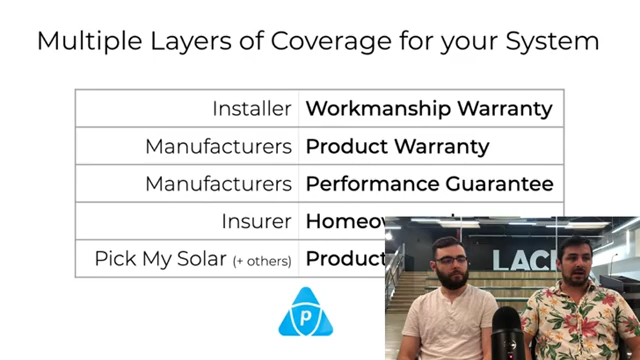 Multiple Layers of Coverage for your System
Installer Workmanship Warranty
Manufacturers Product Warranty
Manufacturers Performance Guarantee
Insurer
Pick My Solar (+ others) Product
p